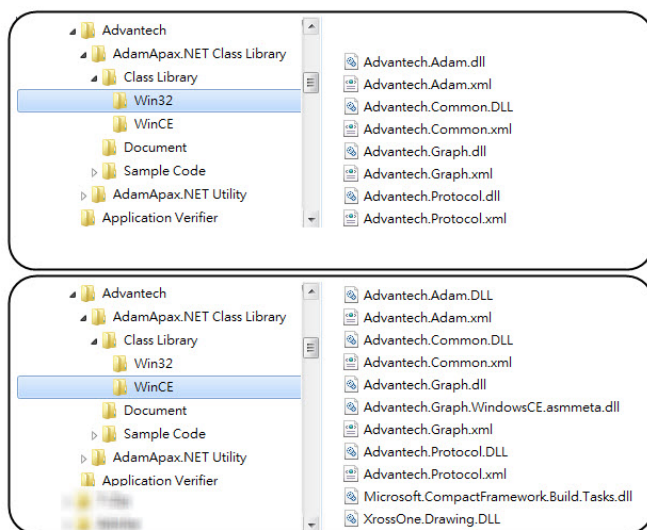 Advantech
AdamApax.NET Class Library
Class Library
Win32
WinCE
Document
Sample Code
AdamApax.NET Utility
Application Verifier
Advantech.Adam.dll
Advantech.Adam.xml
Advantech.Common.DLL
Advantech.Common.xml
Advantech.Graph.dll
Advantech.Graph.xml
Advantech.Protocol.dll
Advantech.Protocol.xml
Advantech
AdamApax.NET Class Library
Class Library
Win32
WinCE
Document
Sample Code
AdamApax.NET Utility
Application Verifier
Advantech.Adam.DLL
Advantech.Adam.xml
Advantech.Common.DLL
Advantech.Common.xml
Advantech.Graph.dll
Advantech.Graph.WindowsCE.asmmeta.dll
Advantech.Graph.xml
Advantech.Protocol.DLL
Advantech.Protocol.xml
Microsoft.CompactFramework.Build.Tasks.dll
XrossOne.Drawing.DLL